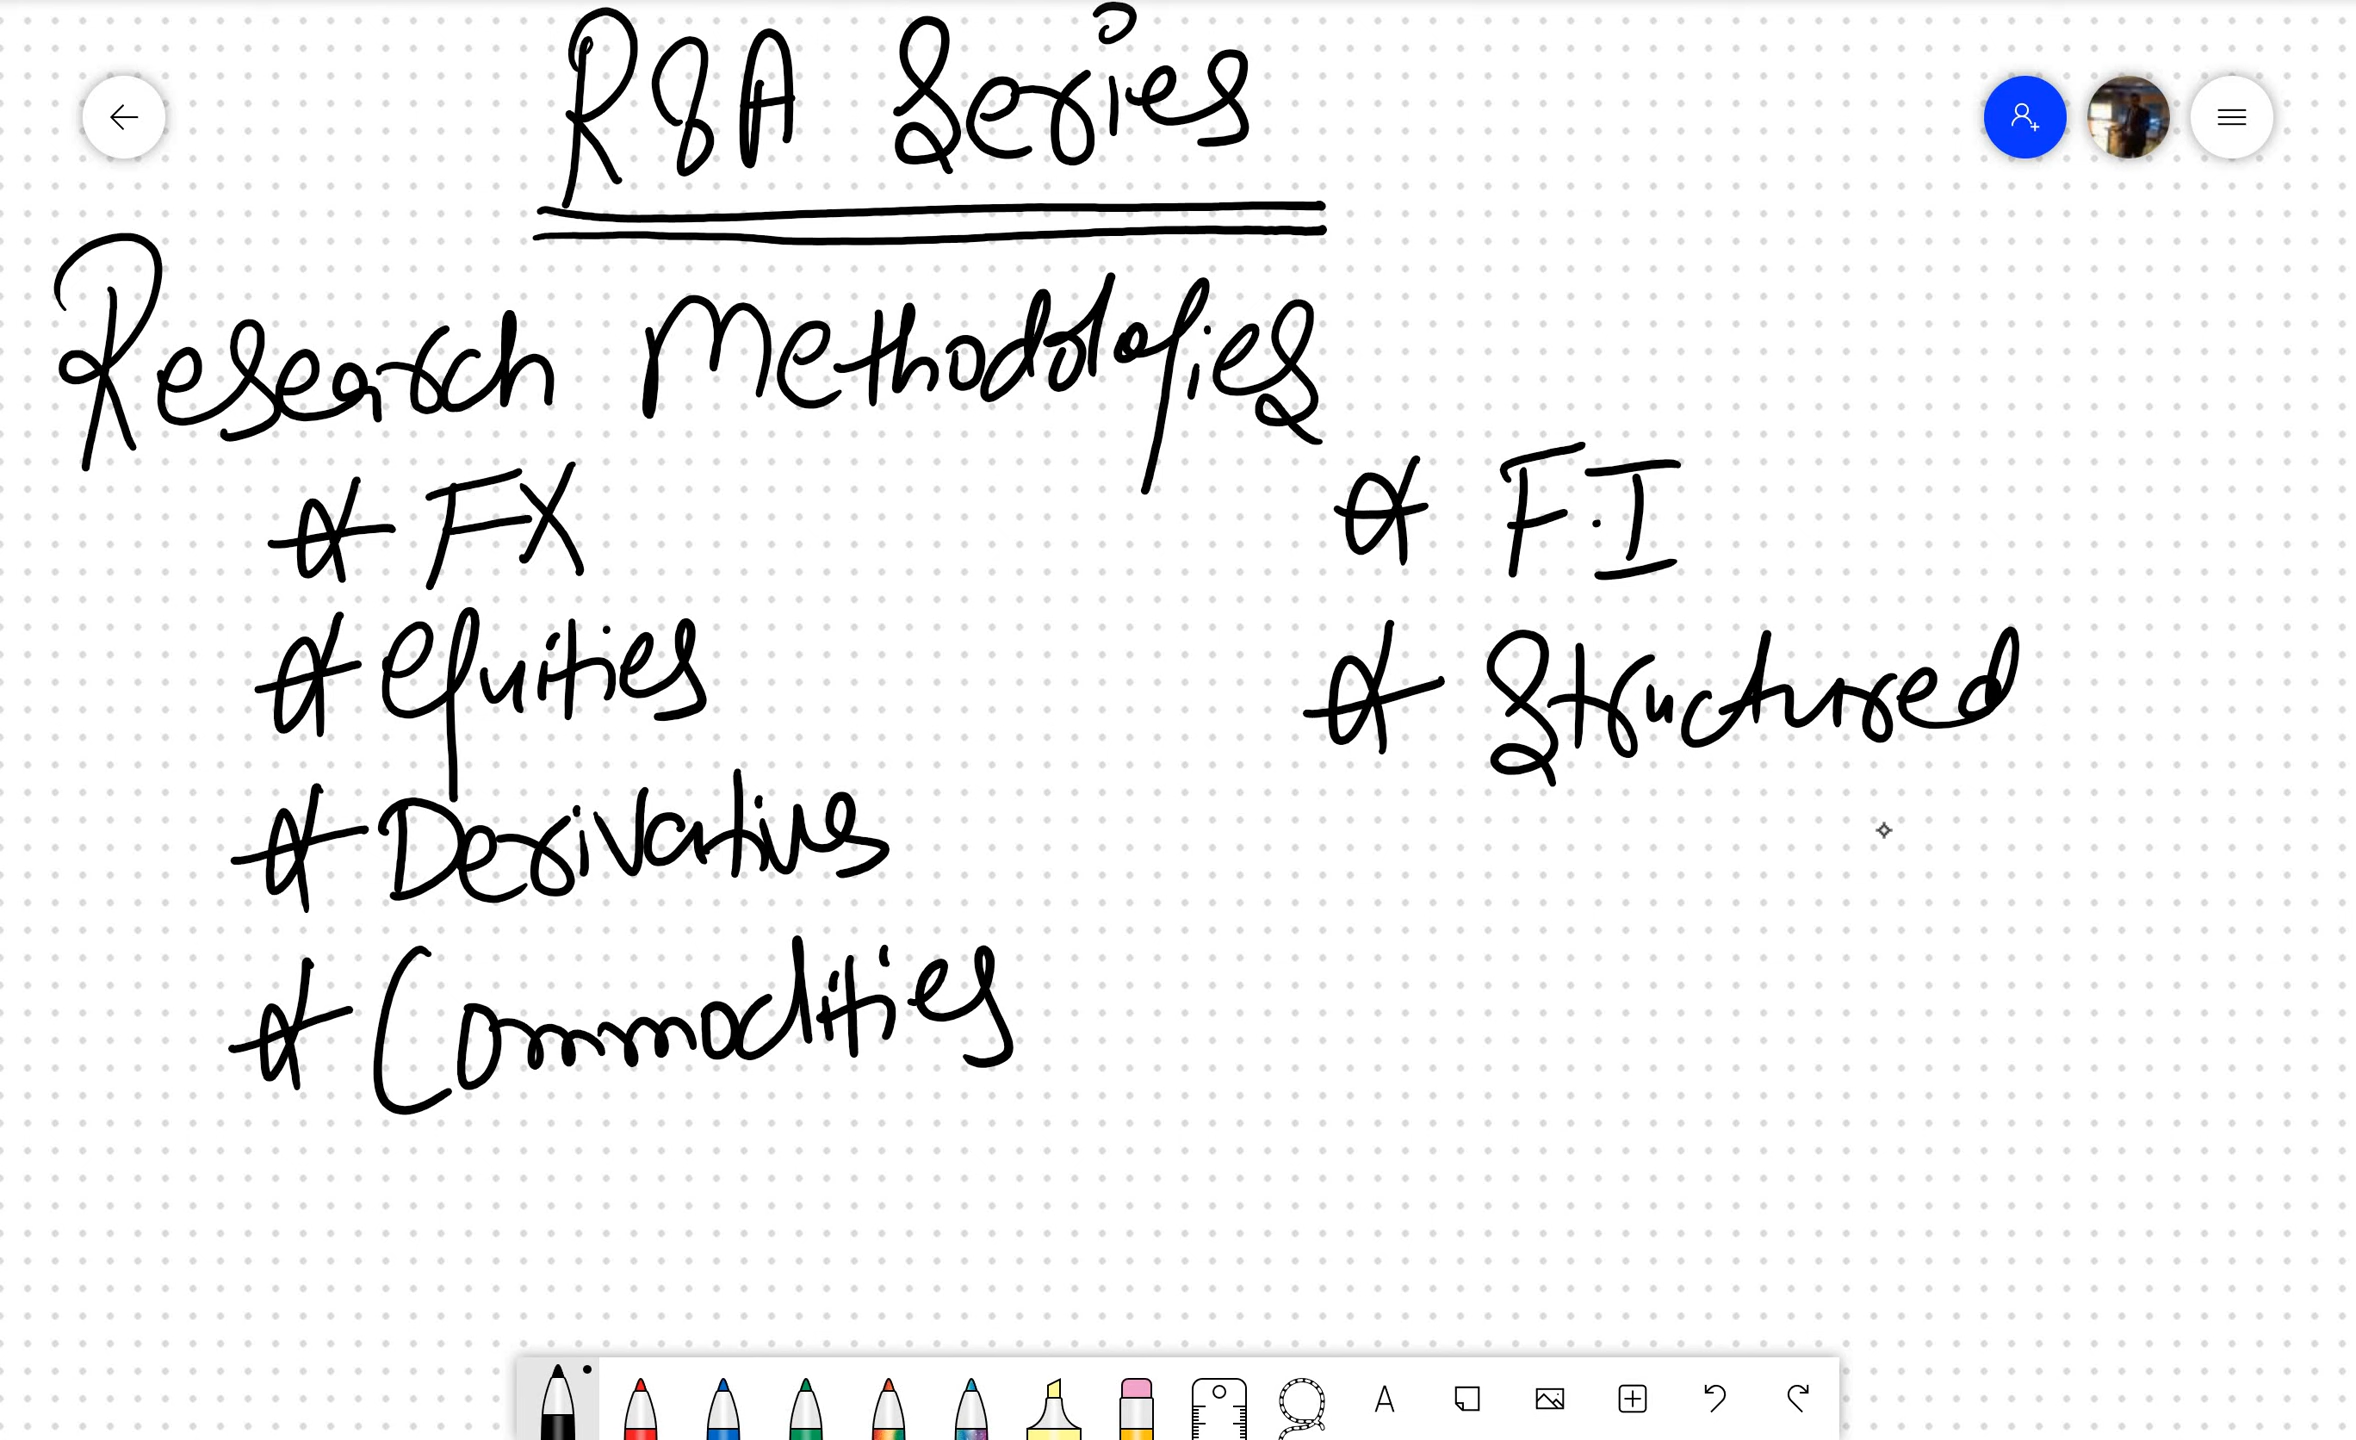 R&A Series
Research Methodologies
* FX
* F.I
* Equities
* Structured
* Derivatives
* Commodities
A